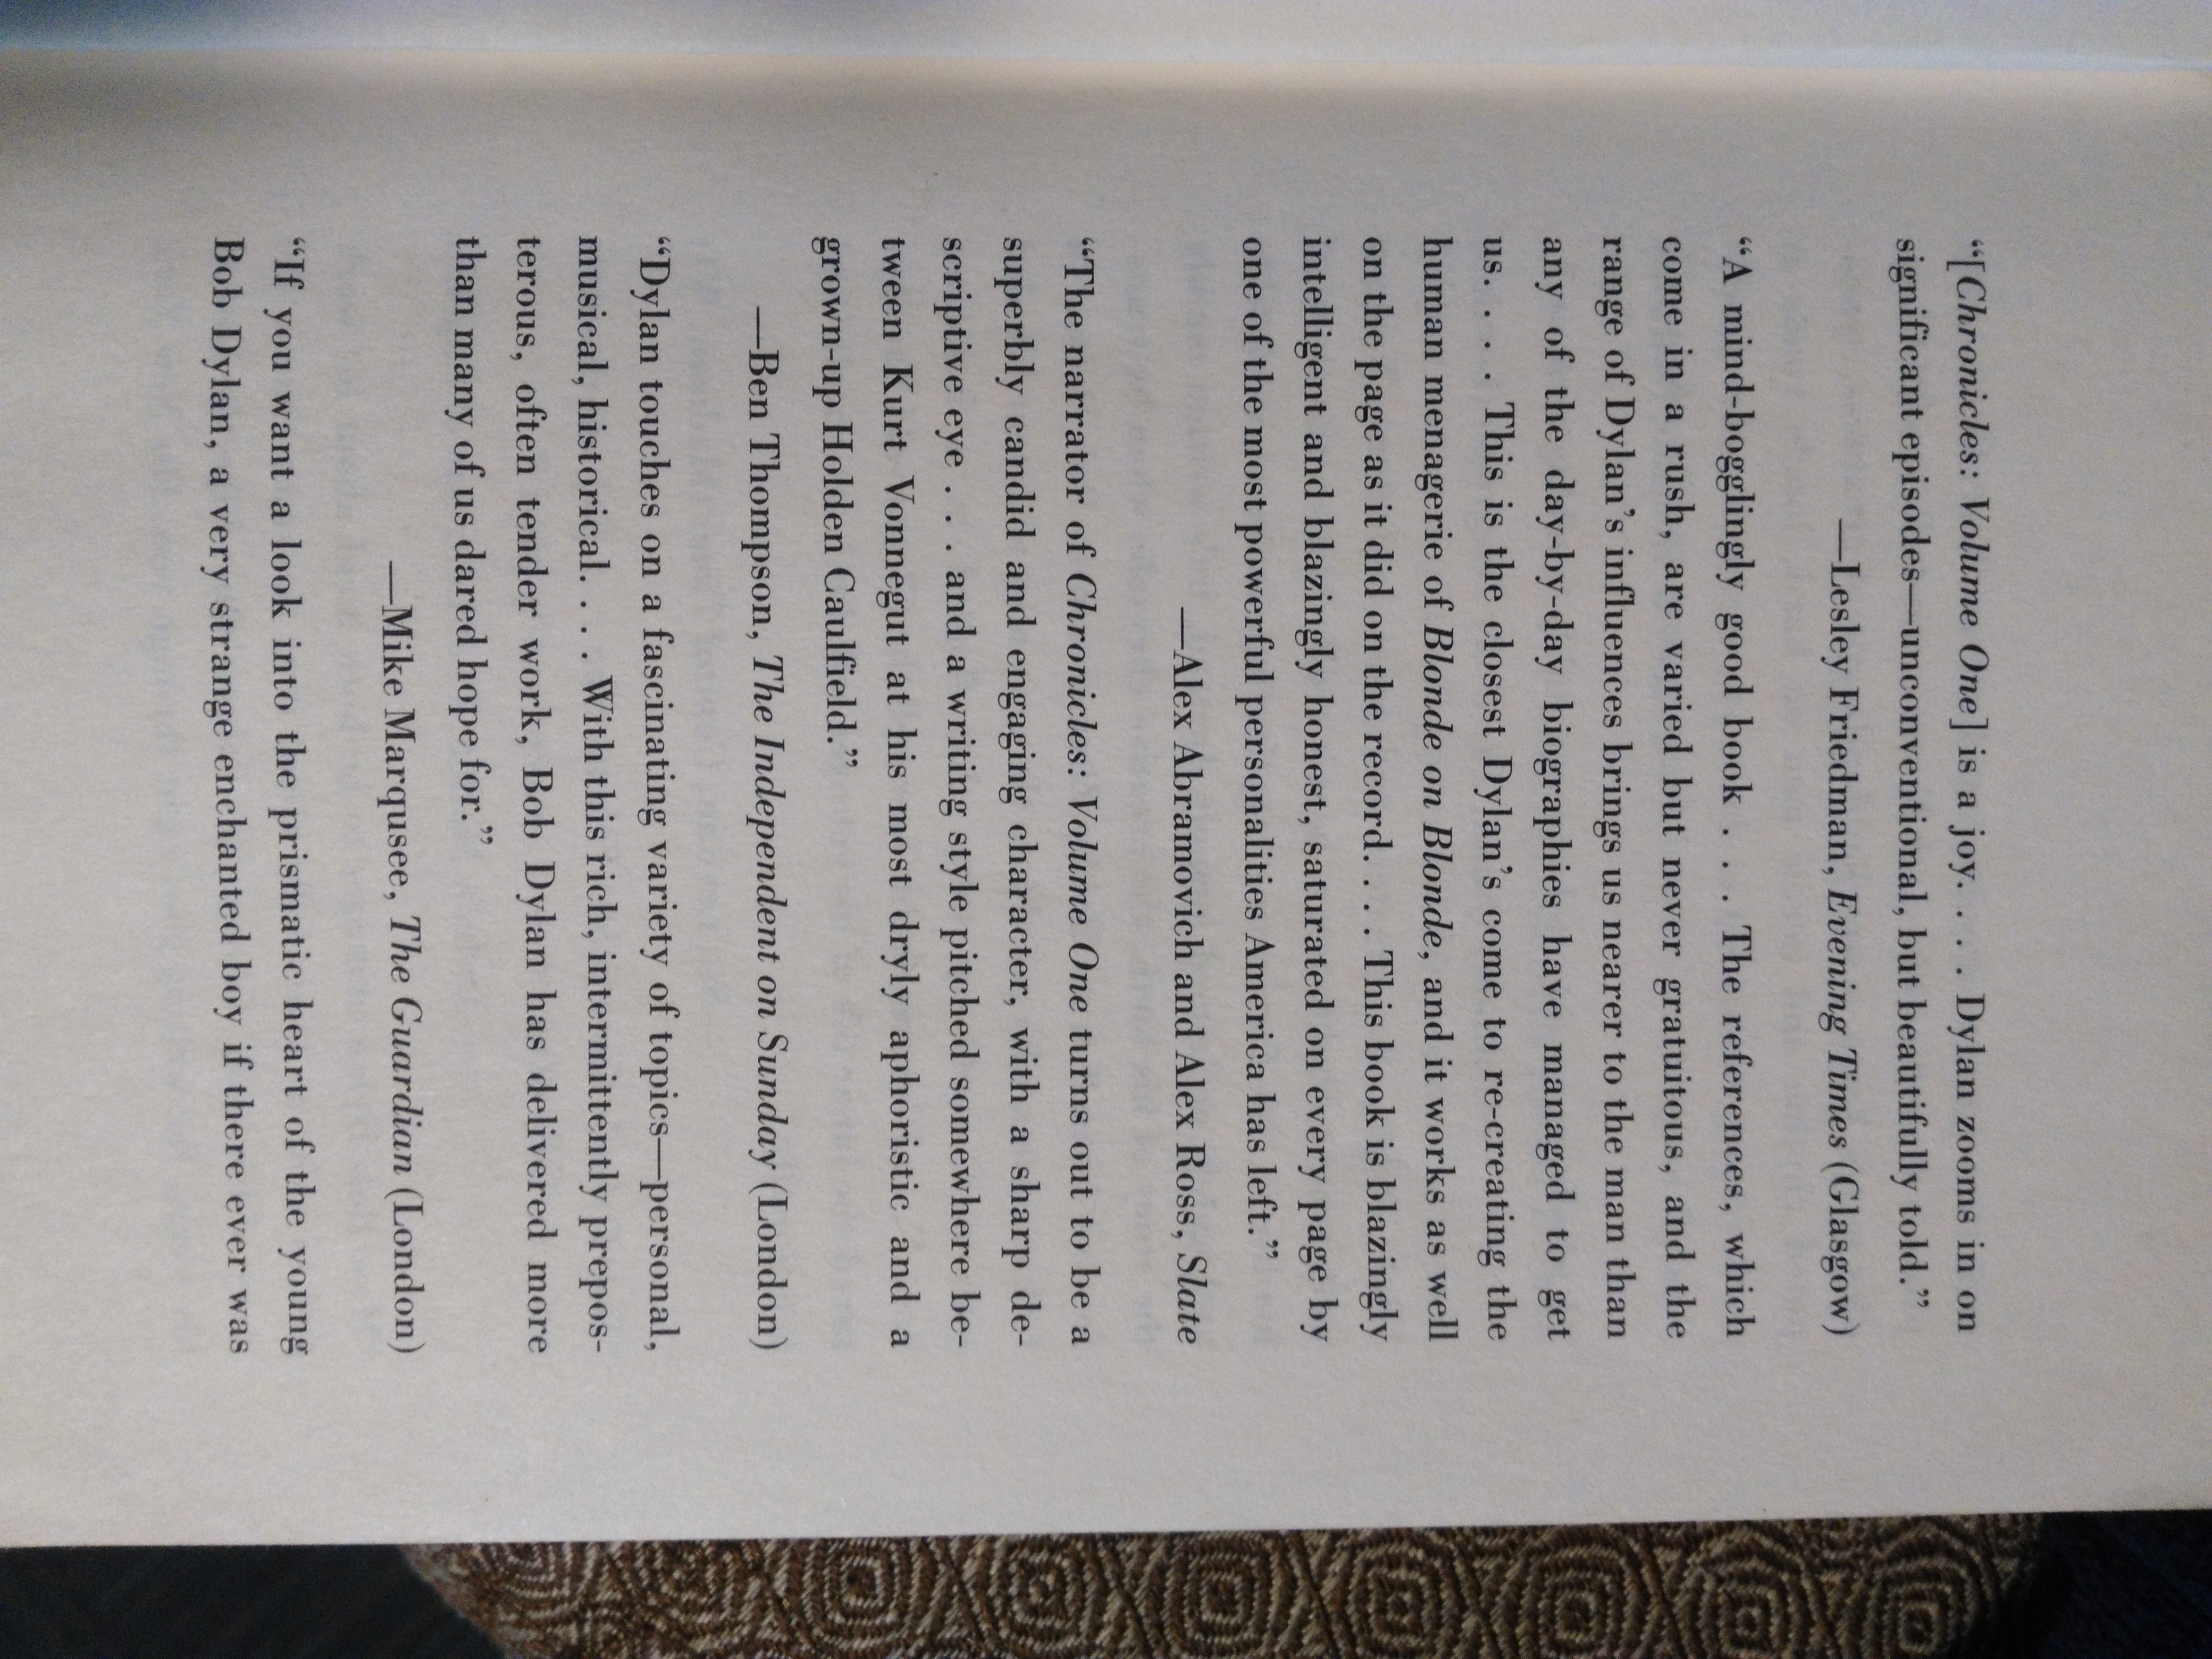 “[Chronicles: Volume One] is a joy. . . . Dylan zooms in on
significant episodes—unconventional, but beautifully told.”
—Lesley Friedman, Evening Times (Glasgow)
“A mind-bogglingly good book . . . The references, which
come in a rush, are varied but never gratuitous, and the
range of Dylan’s influences brings us nearer to the man than
any of the day-by-day biographies have managed to get
us. . . . This is the closest Dylan’s come to re-creating the
human menagerie of Blonde on Blonde, and it works as well
on the page as it did on the record. . . . This book is blazingly
intelligent and blazingly honest, saturated on every page by
one of the most powerful personalities America has left.”
—Alex Abramovich and Alex Ross, Slate
“The narrator of Chronicles: Volume One turns out to be a
superbly candid and engaging character, with a sharp de-
scriptive eye . . . and a writing style pitched somewhere be-
tween Kurt Vonnegut at his most dryly aphoristic and a
grown-up Holden Caulfield.”
—Ben Thompson, The Independent on Sunday (London)
“Dylan touches on a fascinating variety of topics—personal,
musical, historical. . . . With this rich, intermittently prepos-
terous, often tender work, Bob Dylan has delivered more
than many of us dared hope for.”
—Mike Marqusee, The Guardian (London)
“If you want a look into the prismatic heart of the young
Bob Dylan, a very strange enchanted boy if there ever was